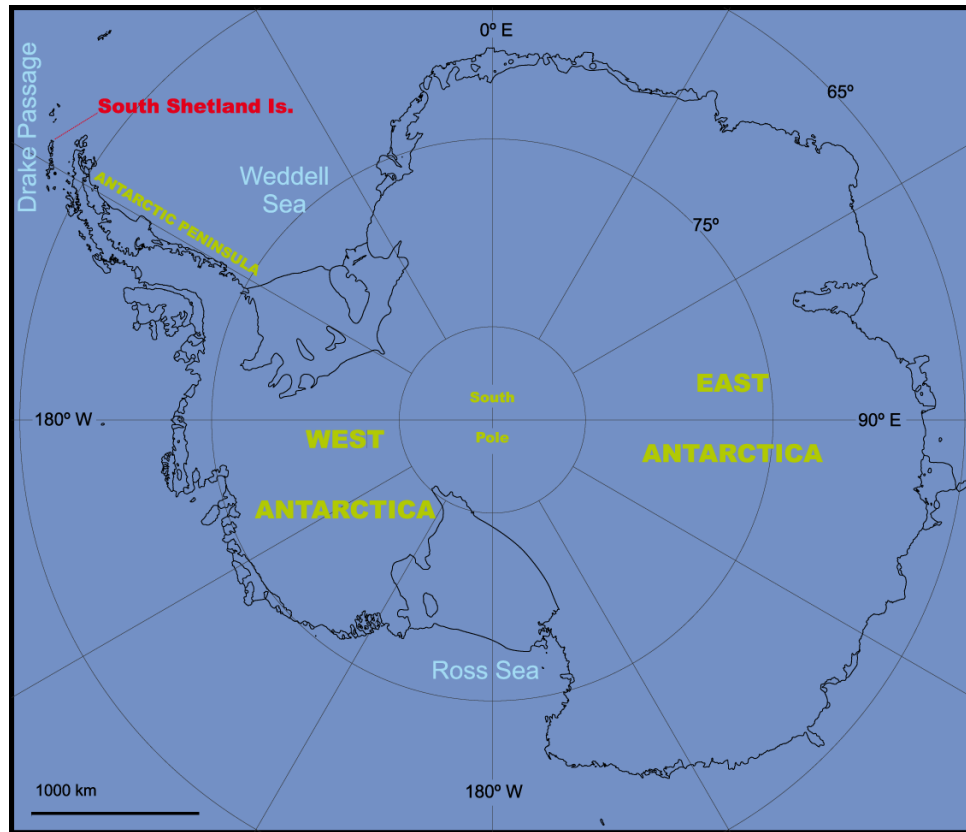 0º E
Drake Passage
65º
South Shetland Is.
Weddell
Sea
ANTARCTIC PENINSULA
75º
EAST
South
180º W
90º E
WEST
Pole
ANTARCTICA
ANTARCTICA
Ross Sea
1000 km
180º W